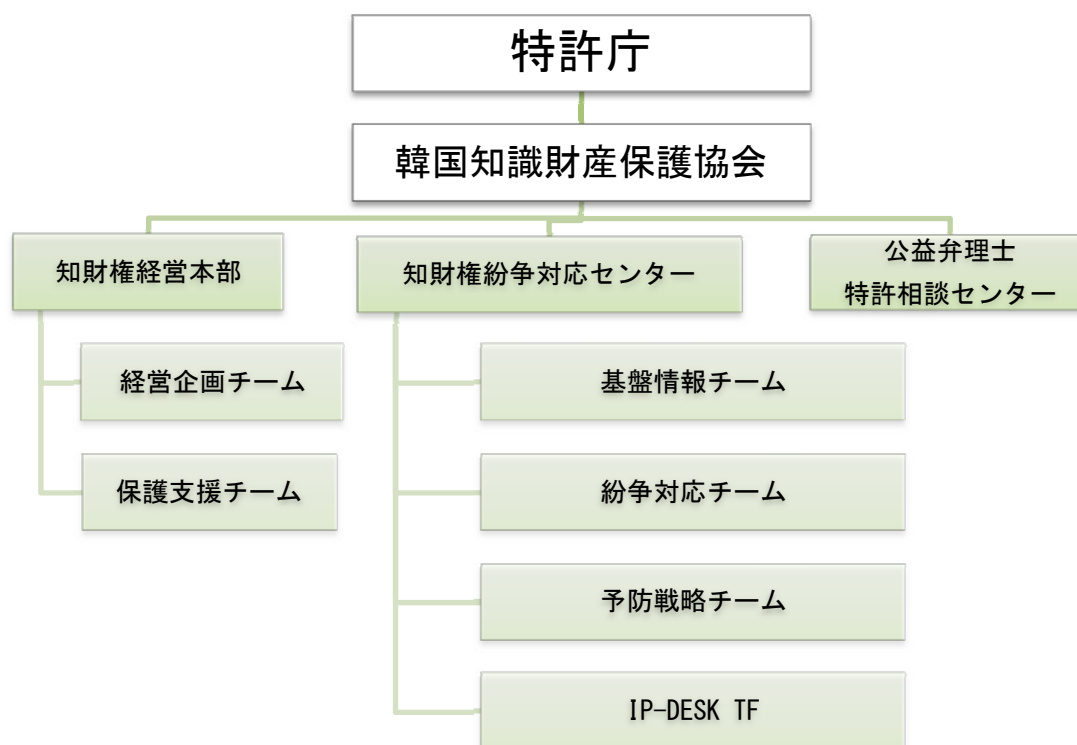 特許庁
韓国知識財産保護協会
知財権経営本部
知財権紛争対応センター
公益弁理士
特許相談センター
経営企画チーム
基盤情報チーム
保護支援チーム
紛争対応チーム
予防戦略チーム
IP-DESK TF